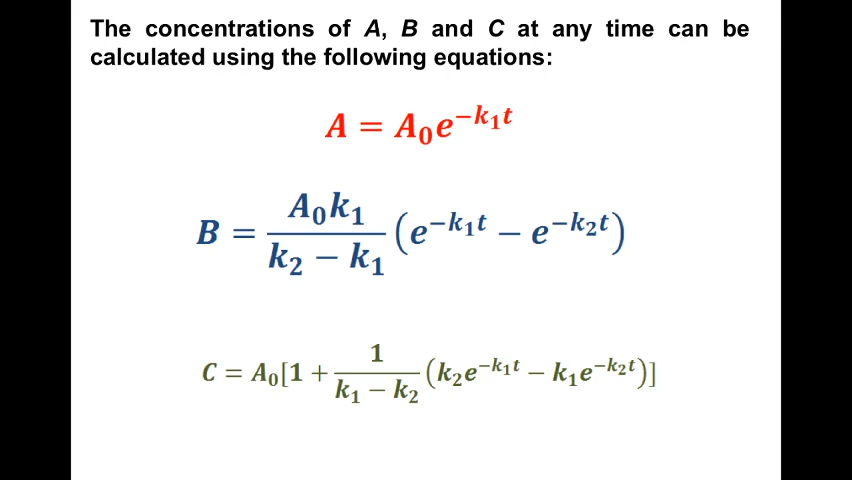 The concentrations of A, B and C at any time can be
calculated using the following equations:
A = A₀e^(−k₁t)
B = A₀k₁/(k₂ − k₁) (e^(−k₁t) − e^(−k₂t))
C = A₀[1 + 1/(k₁ − k₂) (k₂e^(−k₁t) − k₁e^(−k₂t))]